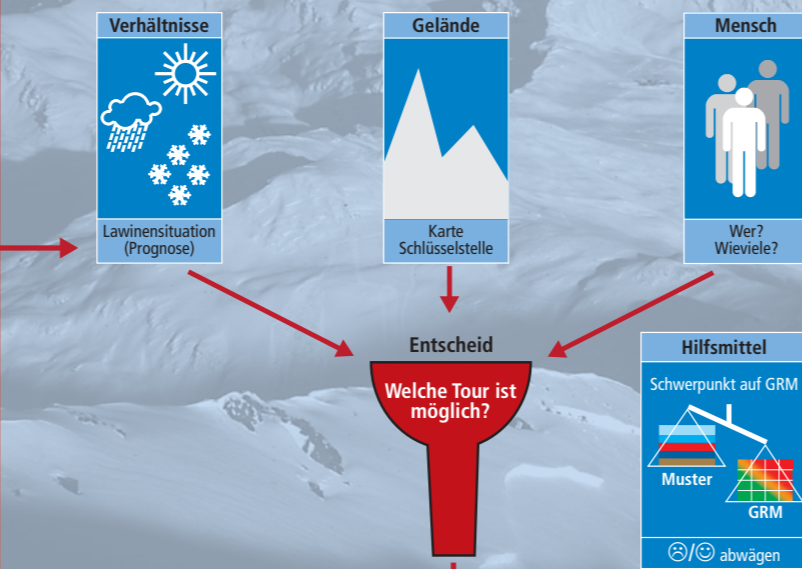 Verhältnisse
Lawinensituation
(Prognose)
Gelände
Karte
Schlüsselstelle
Mensch
Wer?
Wieviele?
Entscheid
Welche Tour ist
möglich?
Hilfsmittel
Schwerpunkt auf GRM
Muster
GRM
☹/☺ abwägen